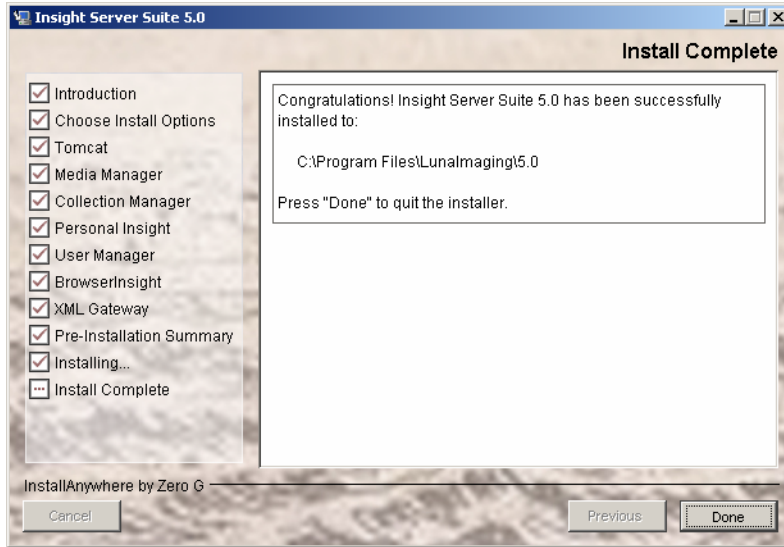 Insight Server Suite 5.0
Install Complete
Introduction
Choose Install Options
Tomcat
Media Manager
Collection Manager
Personal Insight
User Manager
BrowserInsight
XML Gateway
Pre-Installation Summary
Installing...
Install Complete
Congratulations! Insight Server Suite 5.0 has been successfully
installed to:
C:\Program Files\LunaImaging\5.0
Press "Done" to quit the installer.
InstallAnywhere by Zero G
Cancel
Previous
Done